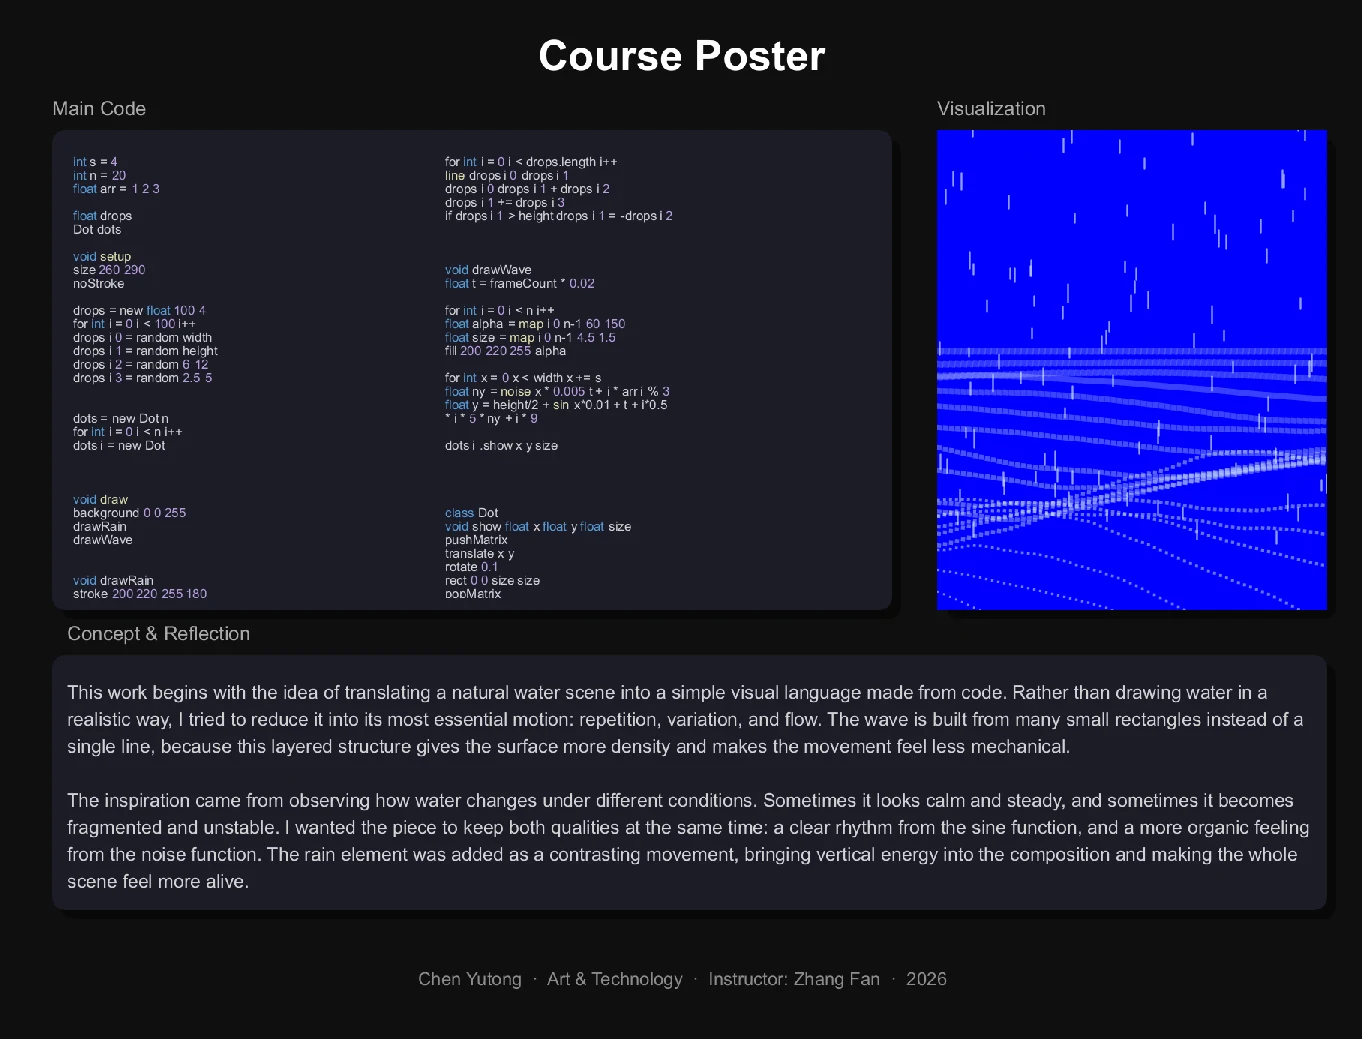 Course Poster
Main Code
int s = 4
int n = 20
float arr = 1 2 3
float drops
Dot dots
void setup
size 260 290
noStroke
drops = new float 100 4
for int i = 0 i < 100 i++
drops i 0 = random width
drops i 1 = random height
drops i 2 = random 6 12
drops i 3 = random 2.5 5
dots = new Dot n
for int i = 0 i < n i++
dots i = new Dot
void draw
background 0 0 255
drawRain
drawWave
void drawRain
stroke 200 220 255 180
for int i = 0 i < drops.length i++
line drops i 0 drops i 1
drops i 0 drops i 1 + drops i 2
drops i 1 += drops i 3
if drops i 1 > height drops i 1 = -drops i 2
void drawWave
float t = frameCount * 0.02
for int i = 0 i < n i++
float alpha = map i 0 n-1 60 150
float size = map i 0 n-1 4.5 1.5
fill 200 220 255 alpha
for int x = 0 x < width x += s
float ny = noise x * 0.005 t + i * arr i % 3
float y = height/2 + sin x*0.01 + t + i*0.5
* i * 5 * ny + i * 9
dots i .show x y size
class Dot
void show float x float y float size
pushMatrix
translate x y
rotate 0.1
rect 0 0 size size
popMatrix
Visualization
Concept & Reflection
This work begins with the idea of translating a natural water scene into a simple visual language made from code. Rather than drawing water in a
realistic way, I tried to reduce it into its most essential motion: repetition, variation, and flow. The wave is built from many small rectangles instead of a
single line, because this layered structure gives the surface more density and makes the movement feel less mechanical.
The inspiration came from observing how water changes under different conditions. Sometimes it looks calm and steady, and sometimes it becomes
fragmented and unstable. I wanted the piece to keep both qualities at the same time: a clear rhythm from the sine function, and a more organic feeling
from the noise function. The rain element was added as a contrasting movement, bringing vertical energy into the composition and making the whole
scene feel more alive.
Chen Yutong · Art & Technology · Instructor: Zhang Fan · 2026